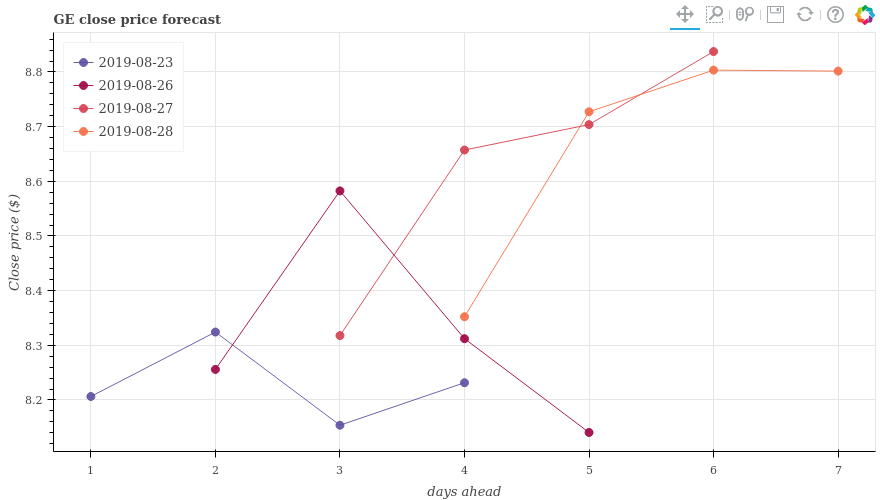 GE close price forecast
2019-08-23
2019-08-26
2019-08-27
2019-08-28
8.8
8.7
8.6
8.5
8.4
8.3
8.2
Close price ($)
1 2 3 4 5 6 7
days ahead